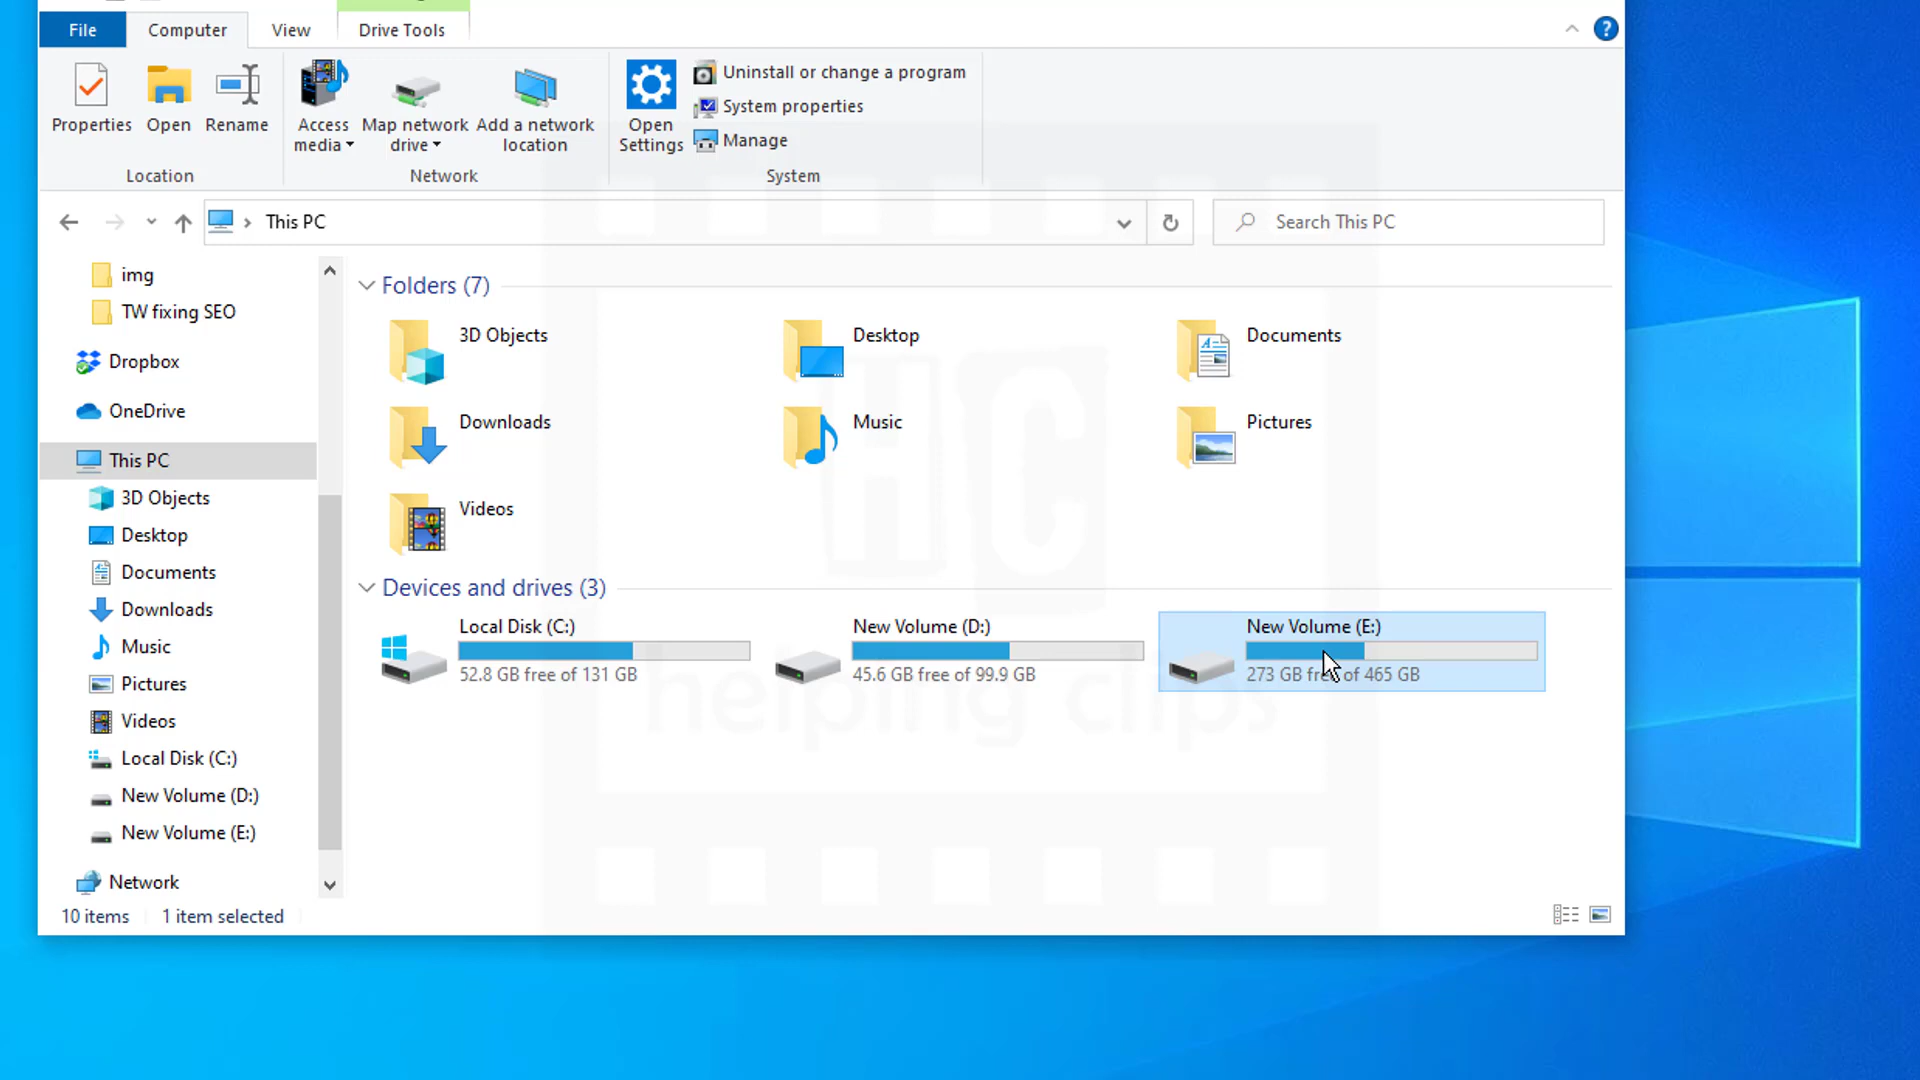 File Computer View Drive Tools
Properties Open Rename Access media Map network drive Add a network location Open Settings
Uninstall or change a program
System properties
Manage
Location Network System
This PC Search This PC
img
TW fixing SEO
Dropbox
OneDrive
This PC
3D Objects
Desktop
Documents
Downloads
Music
Pictures
Videos
Local Disk (C:)
New Volume (D:)
New Volume (E:)
Network
Folders (7)
3D Objects Desktop Documents
Downloads Music Pictures
Videos
Devices and drives (3)
Local Disk (C:) New Volume (D:) New Volume (E:)
52.8 GB free of 131 GB 45.6 GB free of 99.9 GB 273 GB free of 465 GB
HC
helping clips
10 items 1 item selected